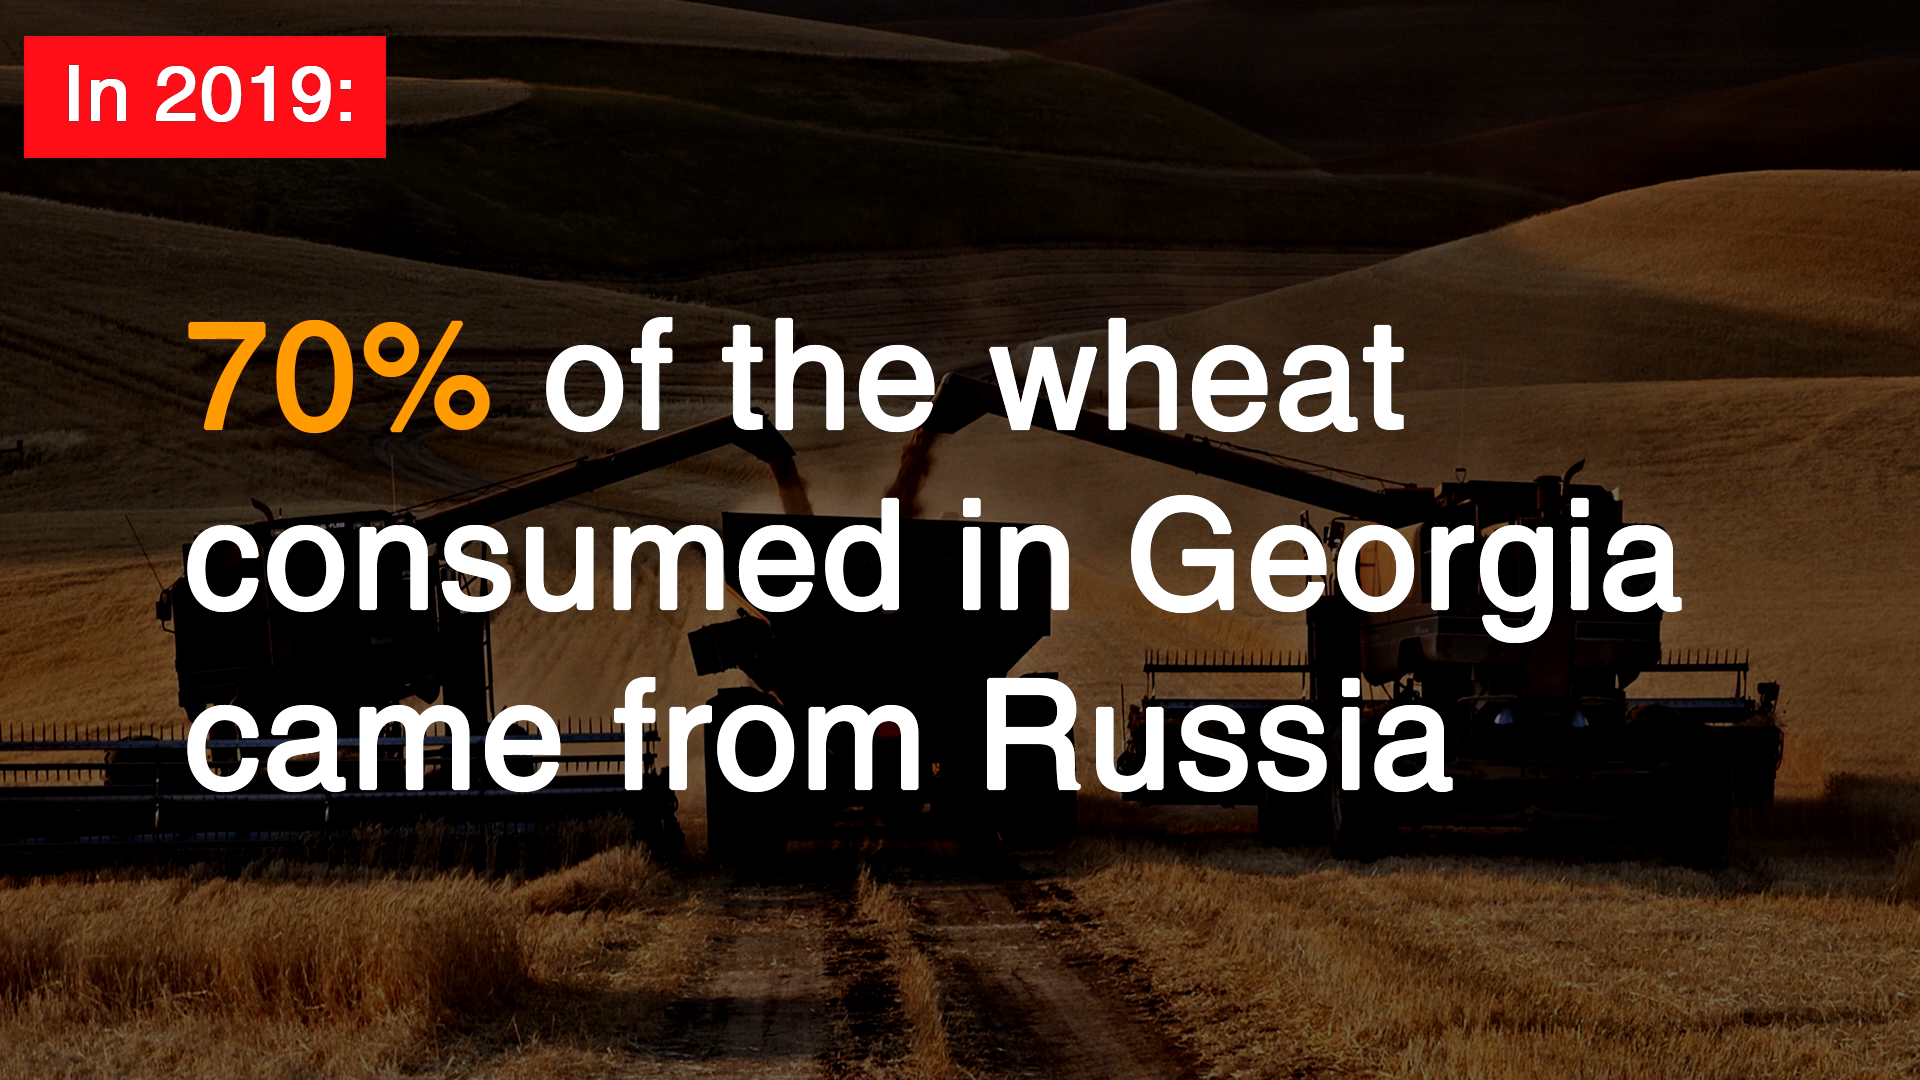 In 2019:
70% of the wheat
consumed in Georgia
came from Russia